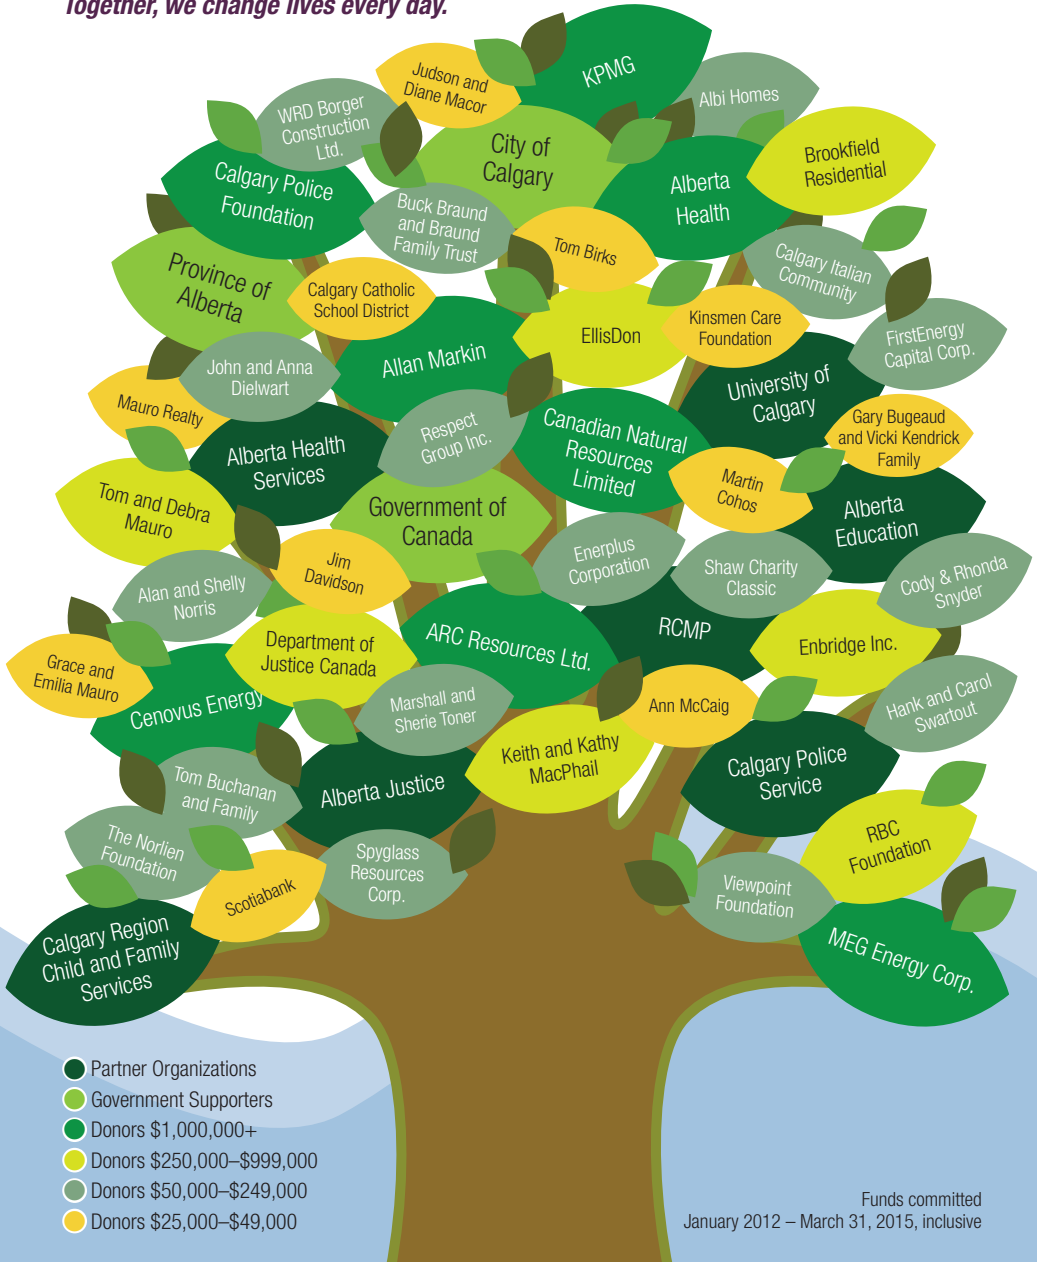 Together, we change lives every day.
KPMG
Judson and
Diane Macor
Albi Homes
WRD Borger
Construction
Ltd.
City of
Calgary
Brookfield
Residential
Calgary Police
Foundation
Alberta
Health
Buck Braund
and Braund
Family Trust
Tom Birks
Calgary Italian
Community
Province of
Alberta
Calgary Catholic
School District
EllisDon
Kinsmen Care
Foundation
FirstEnergy
Capital Corp.
Allan Markin
John and Anna
Dielwart
University of
Calgary
Mauro Realty
Respect
Group Inc.
Canadian Natural
Resources
Limited
Gary Bugeaud
and Vicki Kendrick
Family
Alberta Health
Services
Martin
Cohos
Tom and Debra
Mauro
Government of
Canada
Alberta
Education
Jim
Davidson
Enerplus
Corporation
Shaw Charity
Classic
Cody & Rhonda
Snyder
Alan and Shelly
Norris
Department of
Justice Canada
ARC Resources Ltd.
RCMP
Enbridge Inc.
Grace and
Emilia Mauro
Cenovus Energy
Marshall and
Sherie Toner
Ann McCaig
Hank and Carol
Swartout
Keith and Kathy
MacPhail
Calgary Police
Service
Tom Buchanan
and Family
Alberta Justice
RBC
Foundation
The Norlien
Foundation
Spyglass
Resources
Corp.
Scotiabank
Viewpoint
Foundation
Calgary Region
Child and Family
Services
MEG Energy Corp.
Partner Organizations
Government Supporters
Donors $1,000,000+
Donors $250,000–$999,000
Donors $50,000–$249,000
Donors $25,000–$49,000
Funds committed
January 2012 – March 31, 2015, inclusive